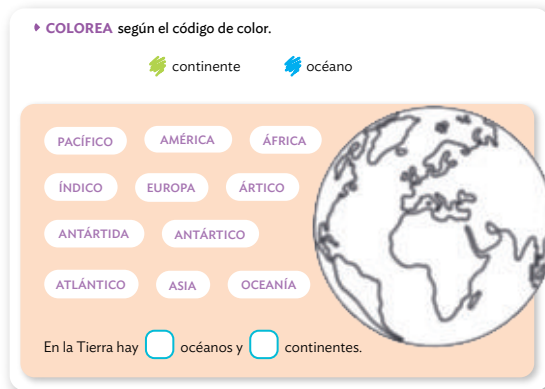 COLOREA según el código de color.
continente océano
PACÍFICO AMÉRICA ÁFRICA
ÍNDICO EUROPA ÁRTICO
ANTÁRTIDA ANTÁRTICO
ATLÁNTICO ASIA OCEANÍA
En la Tierra hay océanos y continentes.